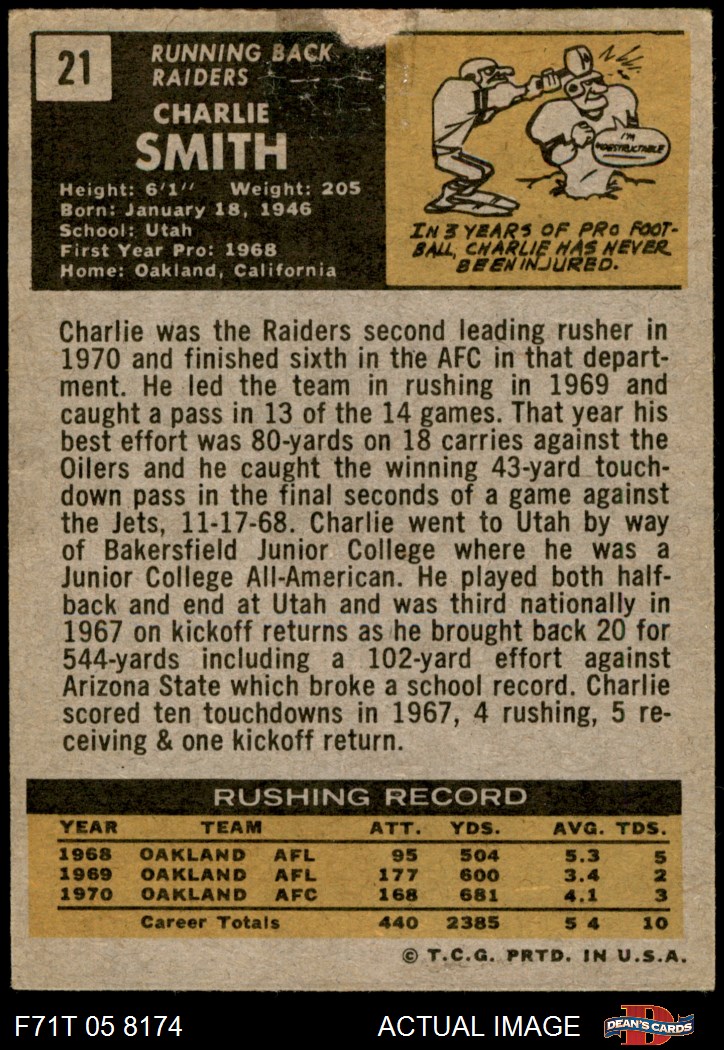 21
RUNNING BACK
RAIDERS
CHARLIE
SMITH
Height: 6'1" Weight: 205
Born: January 18, 1946
School: Utah
First Year Pro: 1968
Home: Oakland, California
I'M
INDESTRUCTABLE
IN 3 YEARS OF PRO FOOT-
BALL, CHARLIE HAS NEVER
BEEN INJURED.
Charlie was the Raiders second leading rusher in
1970 and finished sixth in the AFC in that depart-
ment. He led the team in rushing in 1969 and
caught a pass in 13 of the 14 games. That year his
best effort was 80-yards on 18 carries against the
Oilers and he caught the winning 43-yard touch-
down pass in the final seconds of a game against
the Jets, 11-17-68. Charlie went to Utah by way
of Bakersfield Junior College where he was a
Junior College All-American. He played both half-
back and end at Utah and was third nationally in
1967 on kickoff returns as he brought back 20 for
544-yards including a 102-yard effort against
Arizona State which broke a school record. Charlie
scored ten touchdowns in 1967, 4 rushing, 5 re-
ceiving & one kickoff return.
RUSHING RECORD
YEAR TEAM ATT. YDS. AVG. TDS.
1968 OAKLAND AFL 95 504 5.3 5
1969 OAKLAND AFL 177 600 3.4 2
1970 OAKLAND AFC 168 681 4.1 3
Career Totals 440 2385 5 4 10
© T.C.G. PRTD. IN U.S.A.
F71T 05 8174 ACTUAL IMAGE D DEAN'S CARDS